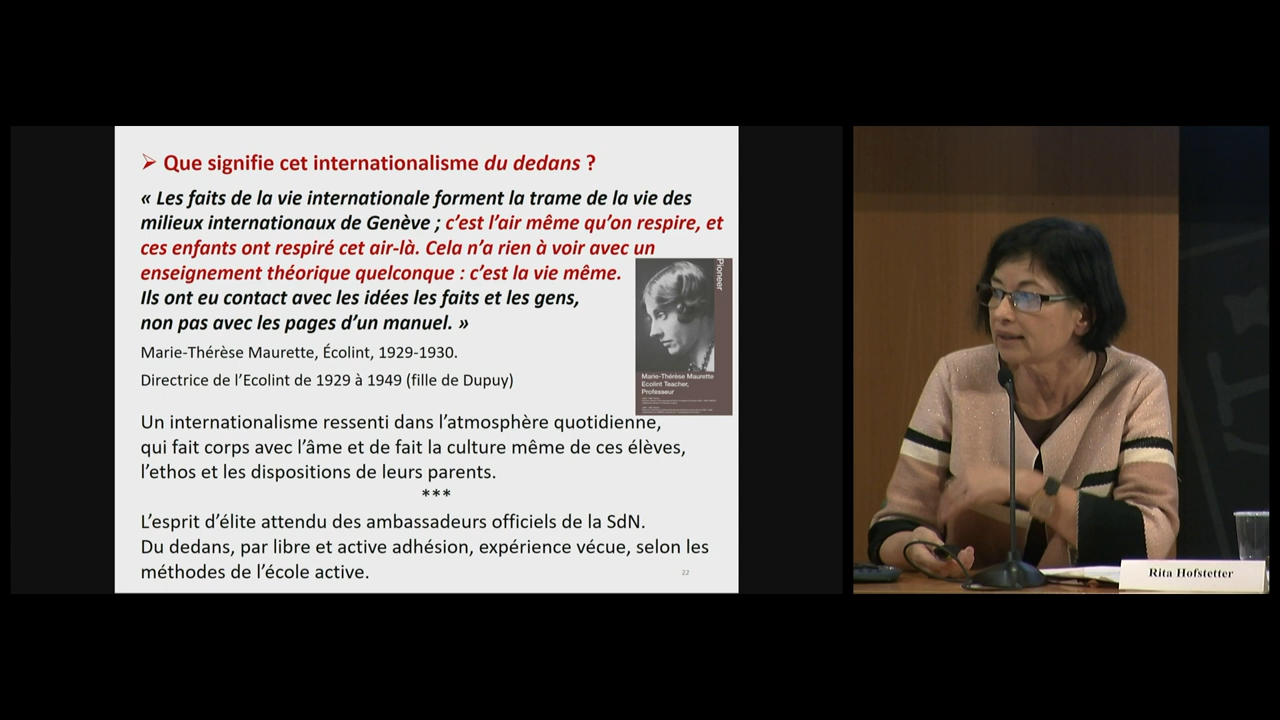 ➢ Que signifie cet internationalisme du dedans ?
« Les faits de la vie internationale forment la trame de la vie des
milieux internationaux de Genève ; c’est l’air même qu’on respire, et
ces enfants ont respiré cet air-là. Cela n’a rien à voir avec un
enseignement théorique quelconque : c’est la vie même.
Ils ont eu contact avec les idées les faits et les gens,
non pas avec les pages d’un manuel. »
Marie-Thérèse Maurette, Écolint, 1929-1930.
Directrice de l’Ecolint de 1929 à 1949 (fille de Dupuy)
Pioneer
Marie-Thérèse Maurette
Ecolint Teacher,
Professeur
Un internationalisme ressenti dans l’atmosphère quotidienne,
qui fait corps avec l’âme et de fait la culture même de ces élèves,
l’ethos et les dispositions de leurs parents.
***
L’esprit d’élite attendu des ambassadeurs officiels de la SdN.
Du dedans, par libre et active adhésion, expérience vécue, selon les
méthodes de l’école active.
22
Rita Hofstetter